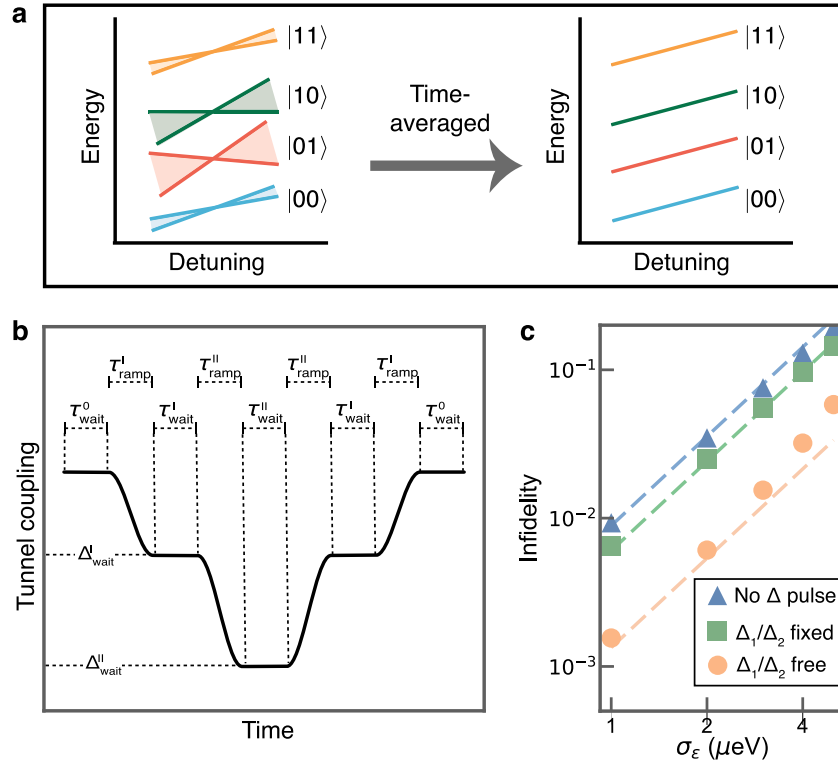 a
Energy
|11⟩
|10⟩
|01⟩
|00⟩
Detuning
Time-
averaged
Energy
|11⟩
|10⟩
|01⟩
|00⟩
Detuning
b
τ^I_ramp τ^II_ramp τ^II_ramp τ^I_ramp
τ^0_wait τ^I_wait τ^II_wait τ^I_wait τ^0_wait
Tunnel coupling
Δ^I_wait
Δ^II_wait
Time
c
Infidelity
10⁻¹
10⁻²
10⁻³
No Δ pulse
Δ₁/Δ₂ fixed
Δ₁/Δ₂ free
1 2 4
σ_ε (μeV)